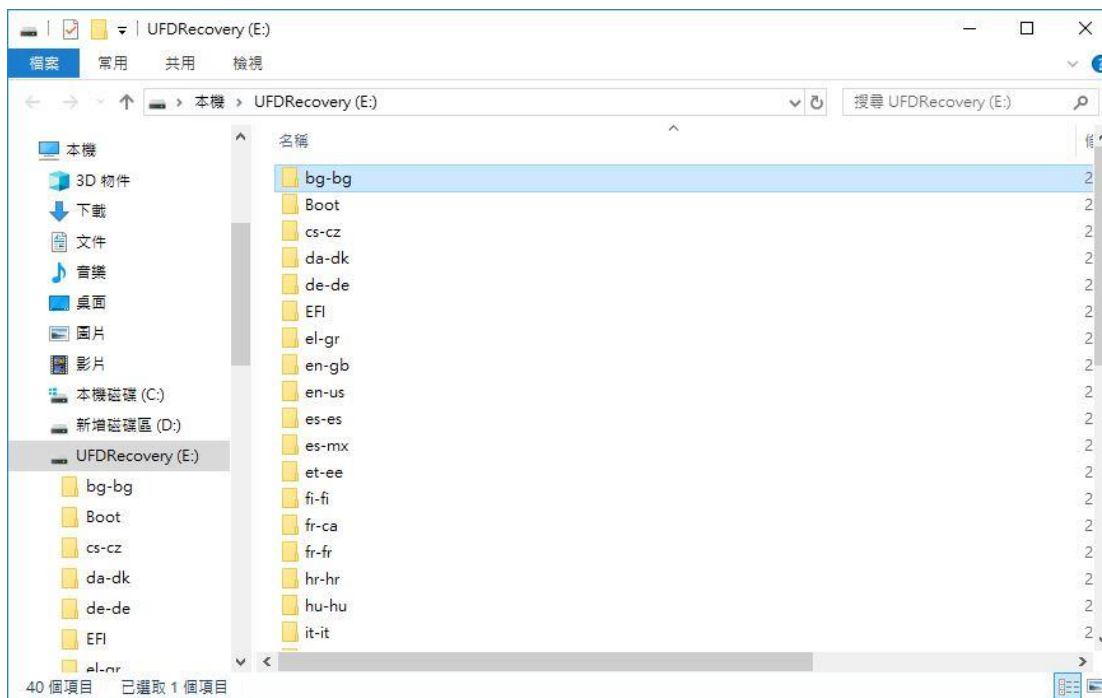 UFDRecovery (E:)
檔案 常用 共用 檢視
本機 > UFDRecovery (E:) 搜尋 UFDRecovery (E:)
本機
3D 物件
下載
文件
音樂
桌面
圖片
影片
本機磁碟 (C:)
新增磁碟區 (D:)
UFDRecovery (E:)
bg-bg
Boot
cs-cz
da-dk
de-de
EFI
el-gr
名稱
bg-bg
Boot
cs-cz
da-dk
de-de
EFI
el-gr
en-gb
en-us
es-es
es-mx
et-ee
fi-fi
fr-ca
fr-fr
hr-hr
hu-hu
it-it
40 個項目 已選取 1 個項目